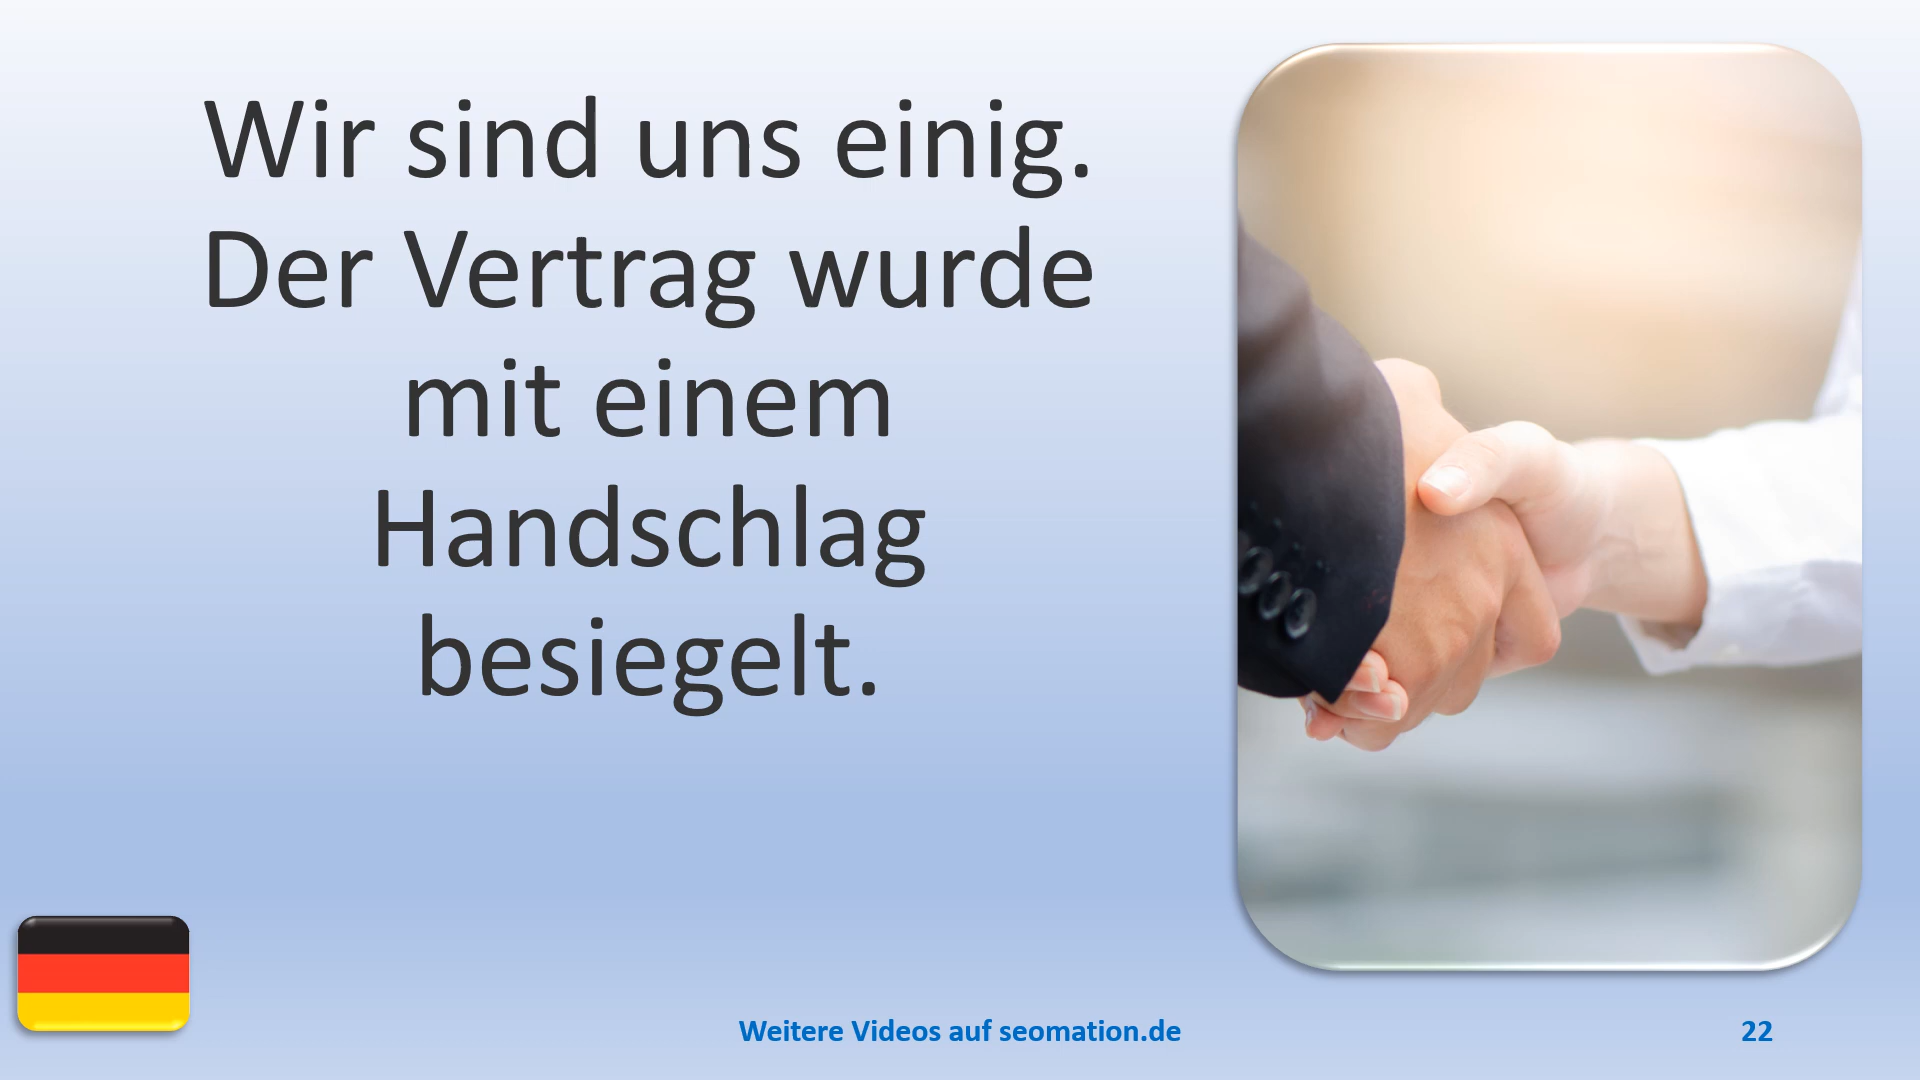 Wir sind uns einig.
Der Vertrag wurde
mit einem
Handschlag
besiegelt.
Weitere Videos auf seomation.de
22